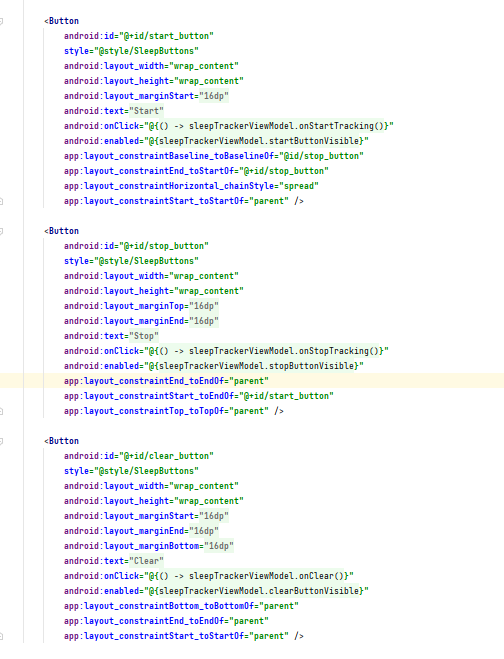 <Button
android:id="@+id/start_button"
style="@style/SleepButtons"
android:layout_width="wrap_content"
android:layout_height="wrap_content"
android:layout_marginStart="16dp"
android:text="Start"
android:onClick="@{() -> sleepTrackerViewModel.onStartTracking()}"
android:enabled="@{sleepTrackerViewModel.startButtonVisible}"
app:layout_constraintBaseline_toBaselineOf="@id/stop_button"
app:layout_constraintEnd_toStartOf="@+id/stop_button"
app:layout_constraintHorizontal_chainStyle="spread"
app:layout_constraintStart_toStartOf="parent" />
<Button
android:id="@+id/stop_button"
style="@style/SleepButtons"
android:layout_width="wrap_content"
android:layout_height="wrap_content"
android:layout_marginTop="16dp"
android:layout_marginEnd="16dp"
android:text="Stop"
android:onClick="@{() -> sleepTrackerViewModel.onStopTracking()}"
android:enabled="@{sleepTrackerViewModel.stopButtonVisible}"
app:layout_constraintEnd_toEndOf="parent"
app:layout_constraintStart_toEndOf="@+id/start_button"
app:layout_constraintTop_toTopOf="parent" />
<Button
android:id="@+id/clear_button"
style="@style/SleepButtons"
android:layout_width="wrap_content"
android:layout_height="wrap_content"
android:layout_marginStart="16dp"
android:layout_marginEnd="16dp"
android:layout_marginBottom="16dp"
android:text="Clear"
android:onClick="@{() -> sleepTrackerViewModel.onClear()}"
android:enabled="@{sleepTrackerViewModel.clearButtonVisible}"
app:layout_constraintBottom_toBottomOf="parent"
app:layout_constraintEnd_toEndOf="parent"
app:layout_constraintStart_toStartOf="parent" />